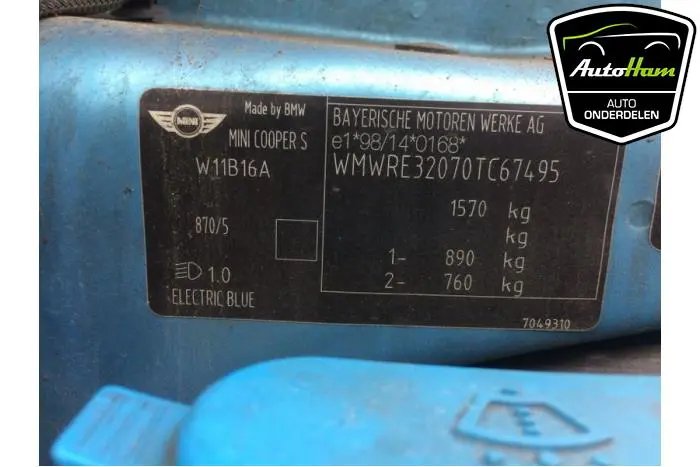 AutoHam
AUTO
ONDERDELEN
MINI
Made by BMW
MINI COOPER S
W11B16A
870/5
1.0
ELECTRIC BLUE
BAYERISCHE MOTOREN WERKE AG
e1*98/14*0168*
WMWRE32070TC67495
1570 kg
kg
1- 890 kg
2- 760 kg
7049310